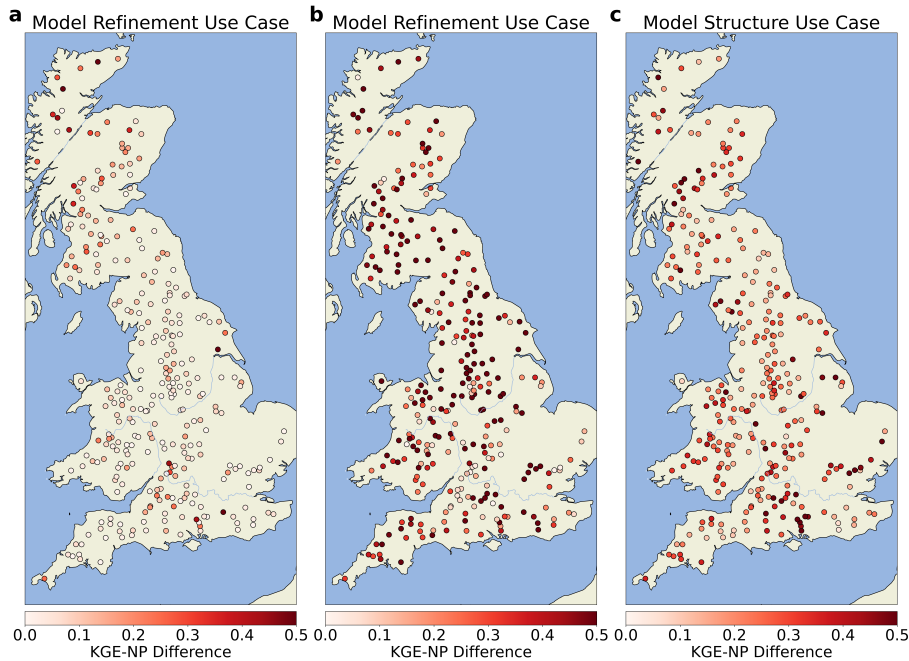 a Model Refinement Use Case
b Model Refinement Use Case
c Model Structure Use Case
0.0 0.1 0.2 0.3 0.4 0.5
KGE-NP Difference
0.0 0.1 0.2 0.3 0.4 0.5
KGE-NP Difference
0.0 0.1 0.2 0.3 0.4 0.5
KGE-NP Difference